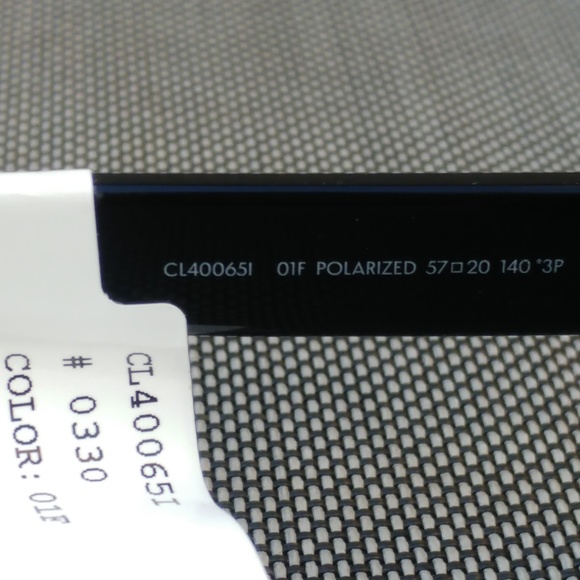 CL40065I 01F POLARIZED 57□20 140 *3P
CL40065I
# 0330
COLOR: 01F